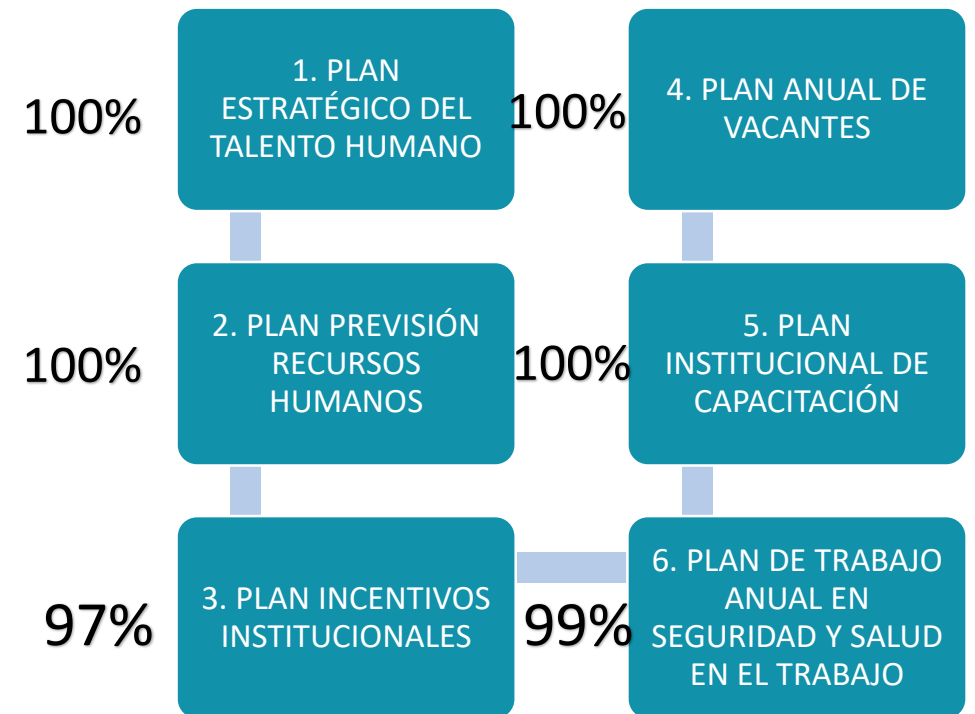 100%
1. PLAN
ESTRATÉGICO DEL
TALENTO HUMANO
100%
2. PLAN PREVISIÓN
RECURSOS
HUMANOS
97%
3. PLAN INCENTIVOS
INSTITUCIONALES
100%
4. PLAN ANUAL DE
VACANTES
100%
5. PLAN
INSTITUCIONAL DE
CAPACITACIÓN
99%
6. PLAN DE TRABAJO
ANUAL EN
SEGURIDAD Y SALUD
EN EL TRABAJO